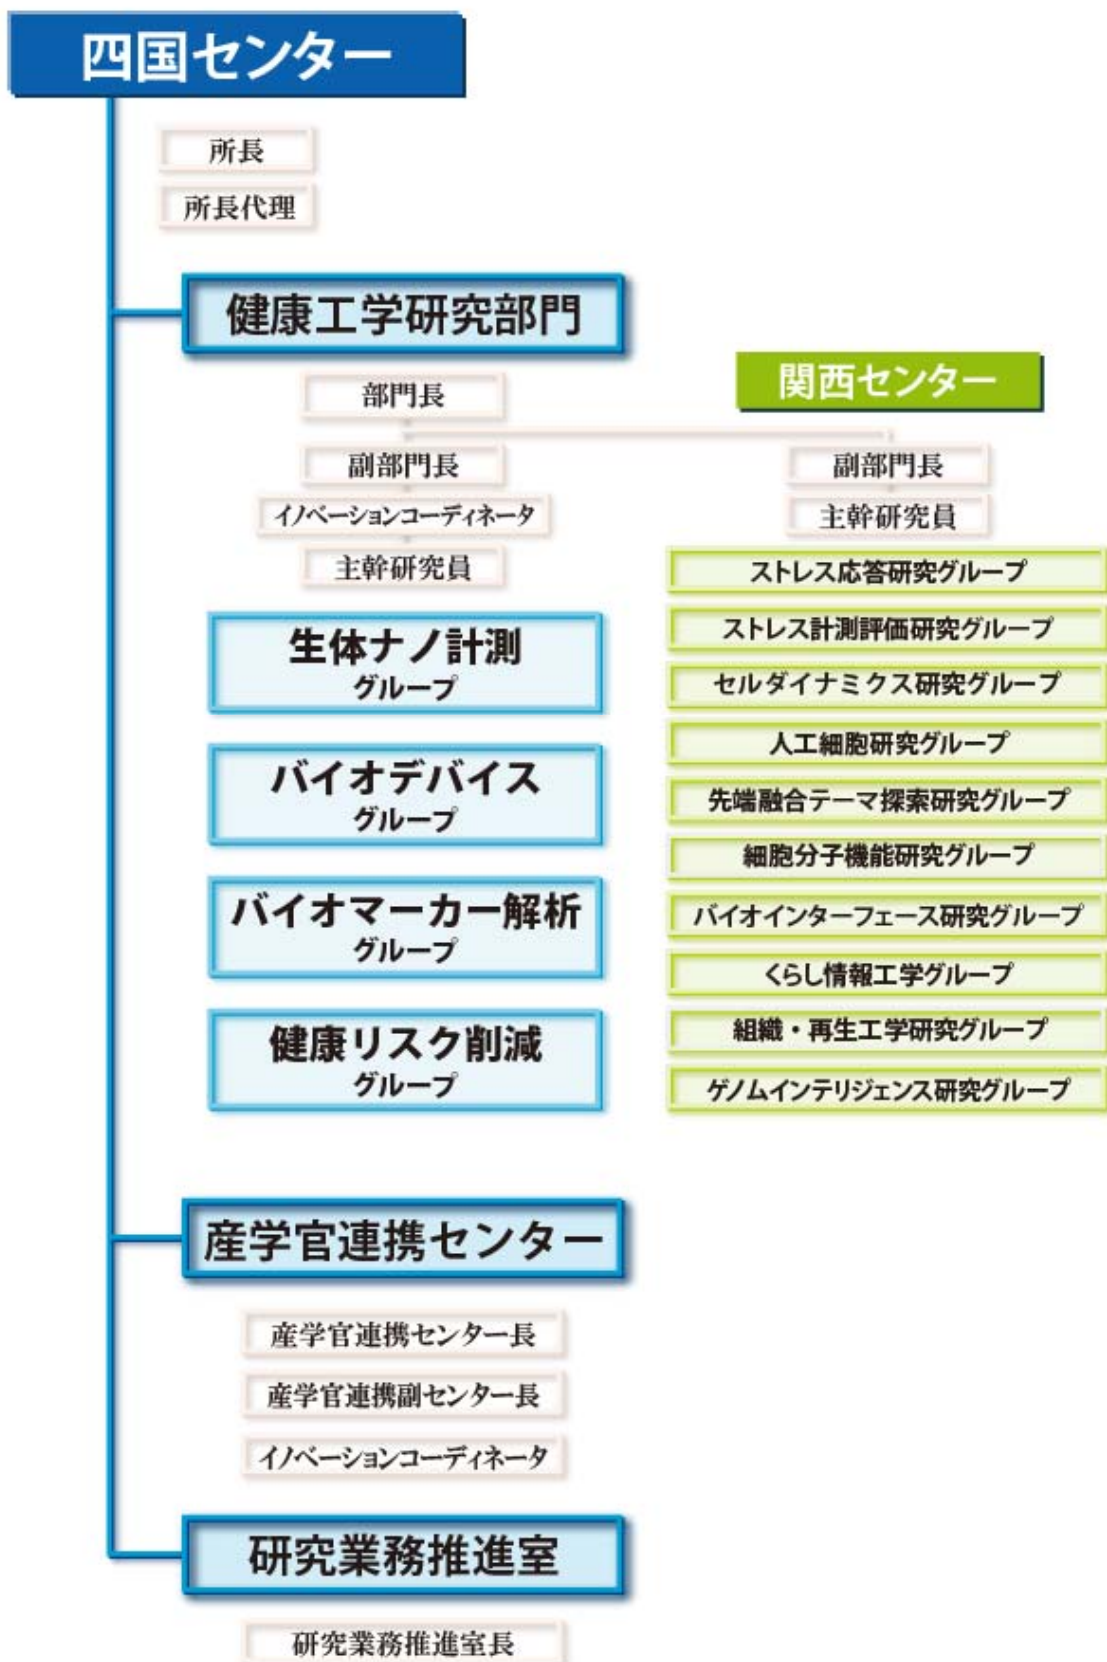 四国センター
所長
所長代理
健康工学研究部門
部門長
副部門長
イノベーションコーディネータ
主幹研究員
生体ナノ計測
グループ
バイオデバイス
グループ
バイオマーカー解析
グループ
健康リスク削減
グループ
関西センター
副部門長
主幹研究員
ストレス応答研究グループ
ストレス計測評価研究グループ
セルダイナミクス研究グループ
人工細胞研究グループ
先端融合テーマ探索研究グループ
細胞分子機能研究グループ
バイオインターフェース研究グループ
くらし情報工学グループ
組織・再生工学研究グループ
ゲノムインテリジェンス研究グループ
産学官連携センター
産学官連携センター長
産学官連携副センター長
イノベーションコーディネータ
研究業務推進室
研究業務推進室長